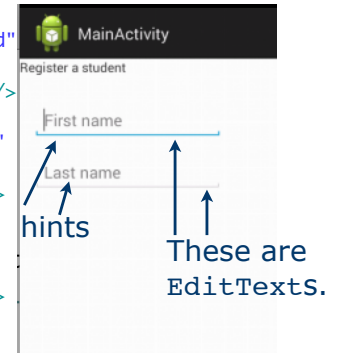 d"
MainActivity
Register a student
/>
First name
"
Last name
>
hints
These are
EditTexts.
>